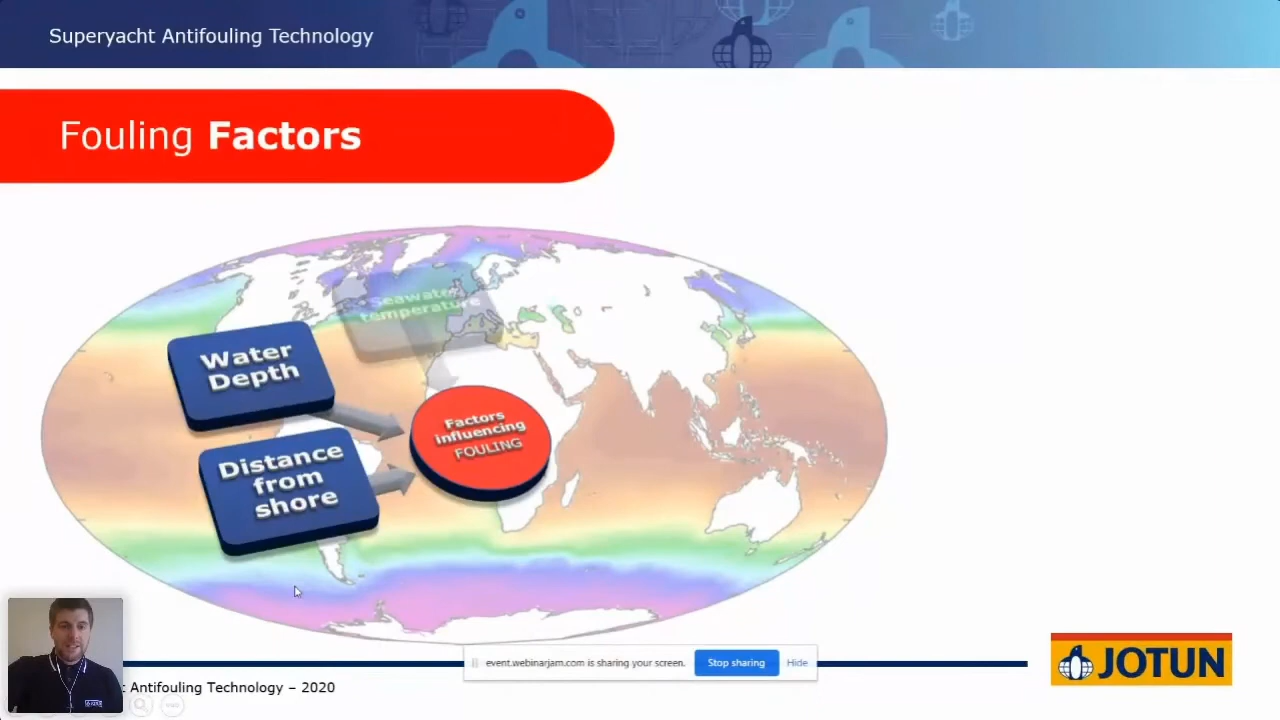 Superyacht Antifouling Technology
Fouling Factors
Seawater
temperature
Water
Depth
Factors
influencing
FOULING
Distance
from
shore
event.webinarjam.com is sharing your screen.
Stop sharing
Hide
t Antifouling Technology – 2020
JOTUN